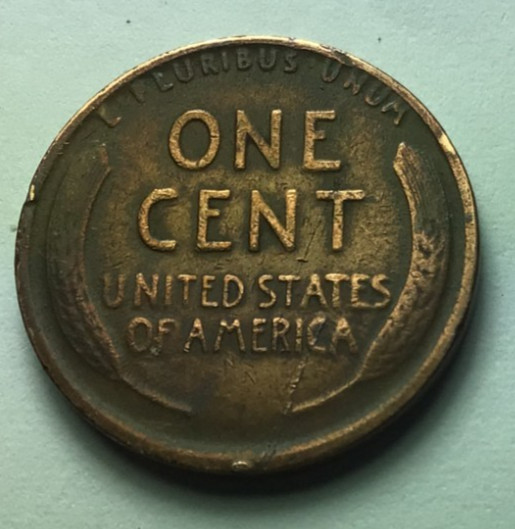 E PLURIBUS · UNUM
ONE
CENT
UNITED STATES
OF AMERICA